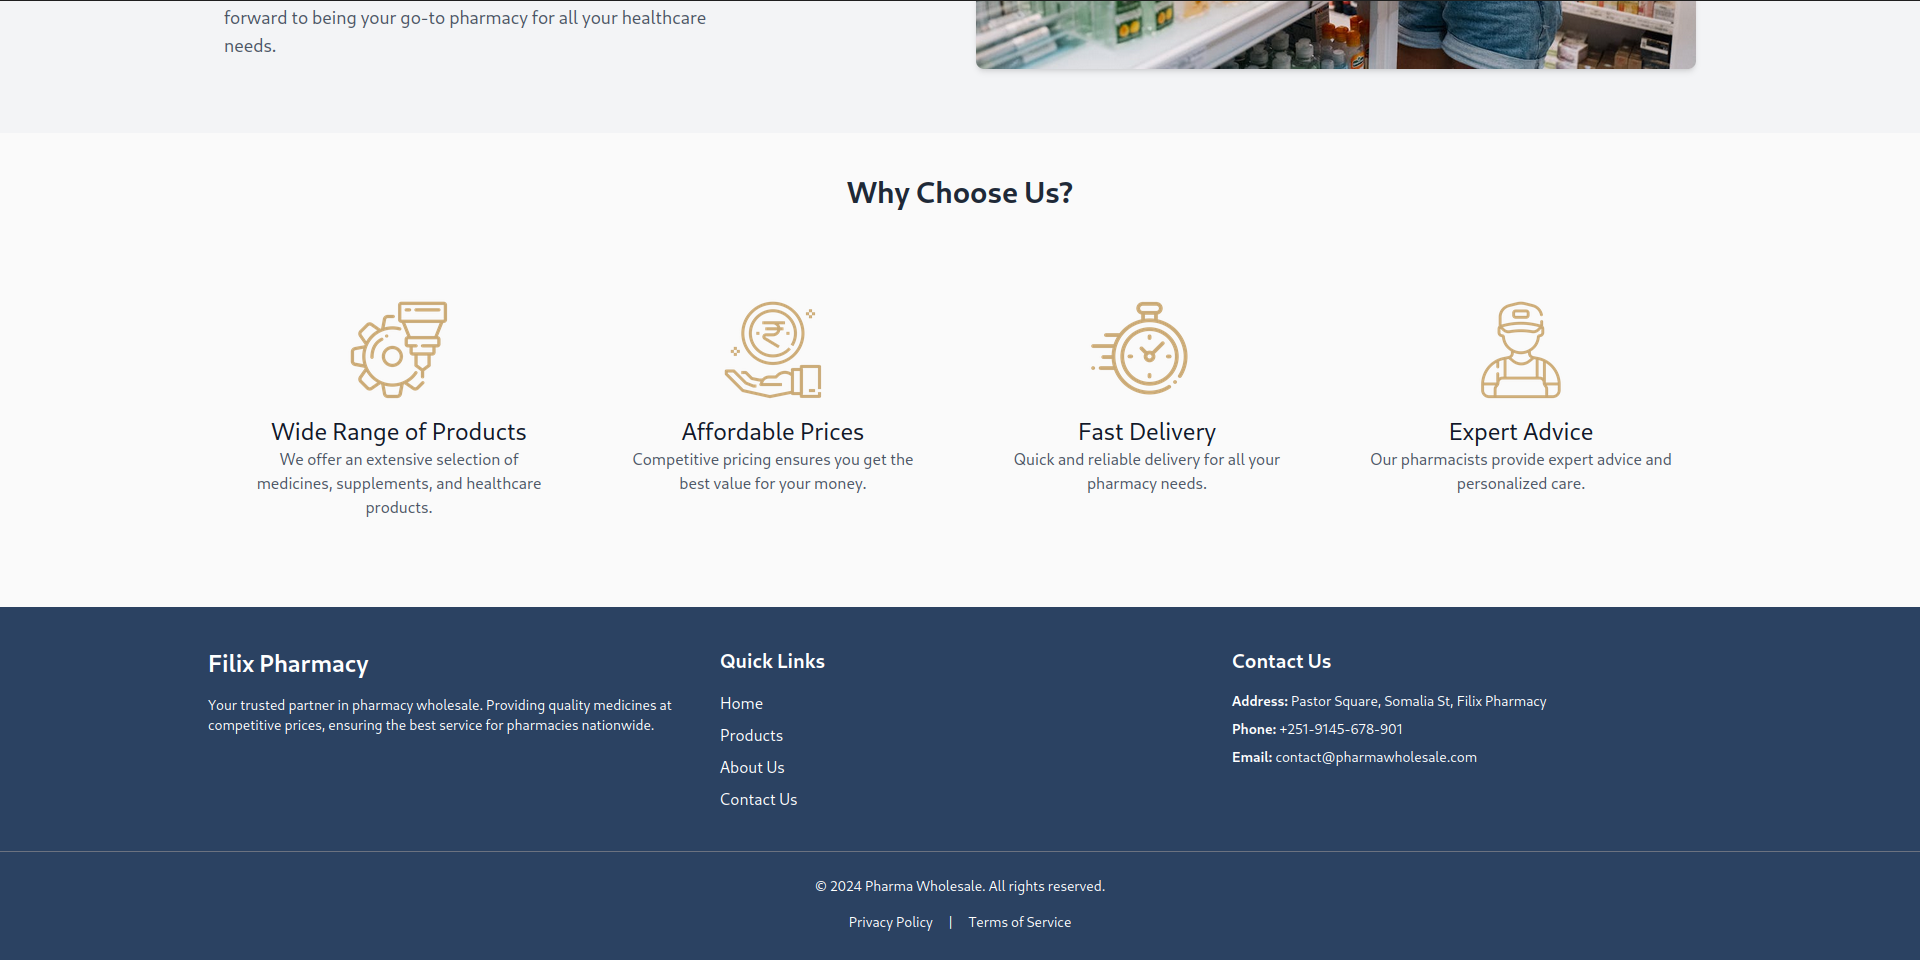 forward to being your go-to pharmacy for all your healthcare
needs.
Why Choose Us?
Wide Range of Products
We offer an extensive selection of
medicines, supplements, and healthcare
products.
Affordable Prices
Competitive pricing ensures you get the
best value for your money.
Fast Delivery
Quick and reliable delivery for all your
pharmacy needs.
Expert Advice
Our pharmacists provide expert advice and
personalized care.
Filix Pharmacy
Your trusted partner in pharmacy wholesale. Providing quality medicines at
competitive prices, ensuring the best service for pharmacies nationwide.
Quick Links
Home
Products
About Us
Contact Us
Contact Us
Address: Pastor Square, Somalia St, Filix Pharmacy
Phone: +251-9145-678-901
Email: contact@pharmawholesale.com
© 2024 Pharma Wholesale. All rights reserved.
Privacy Policy | Terms of Service